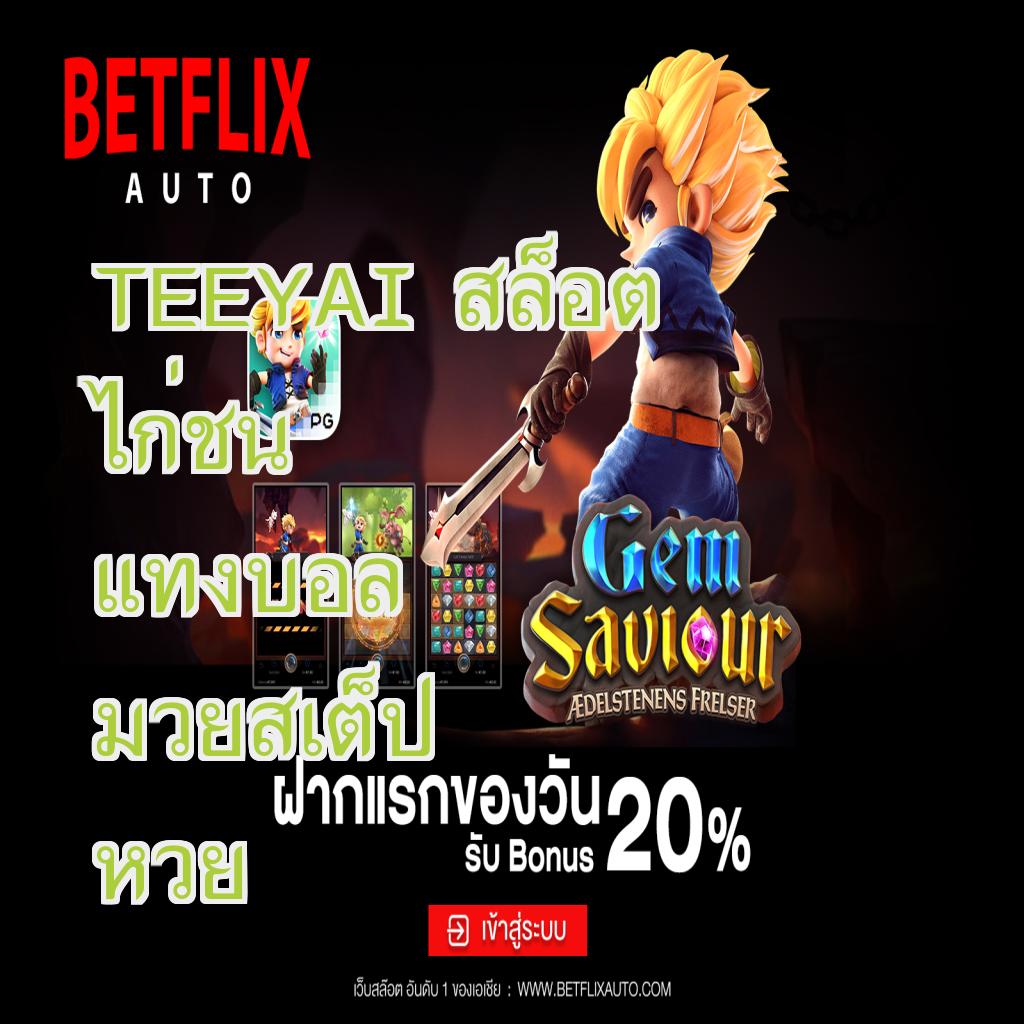 BETFLIX
AUTO
TEEYAI สล็อต
ไก่ชน
PG
แทงบอล
มวยสเต็ป
หวย
Gem
Saviour
ÆDELSTENENS FRELSER
ฝากแรกของวัน 20%
รับ Bonus
เข้าสู่ระบบ
เว็บสล๊อต อันดับ 1 ของเอเชีย : WWW.BETFLIXAUTO.COM